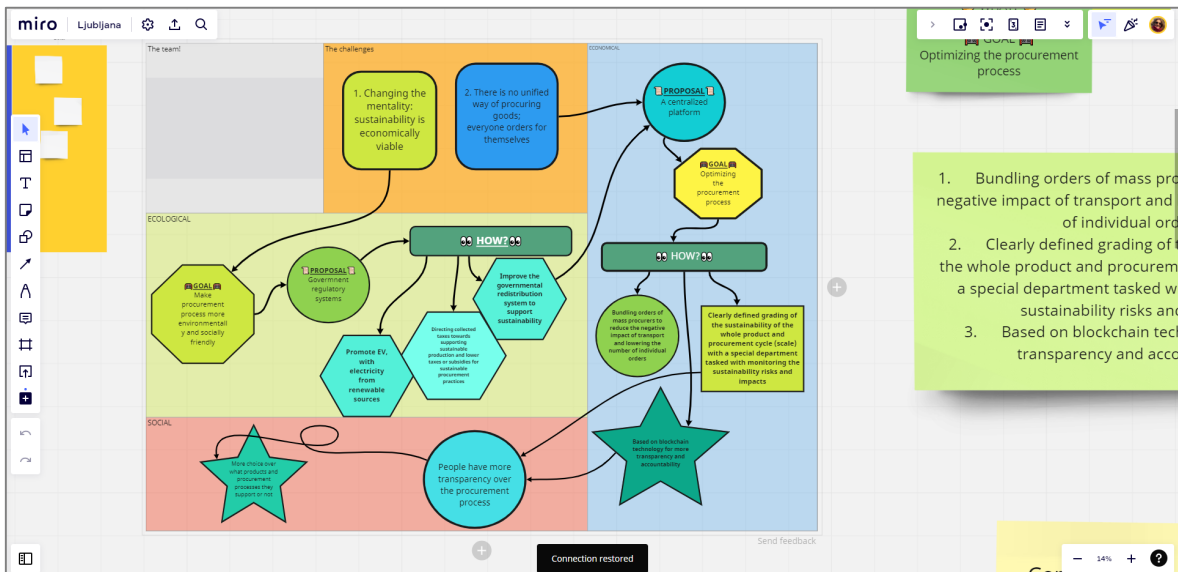 miro
Ljubljana
The team!
The challenges
ECONOMICAL
1. Changing the
mentality:
sustainability is
economically
viable
2. There is no unified
way of procuring
goods;
everyone orders for
themselves
PROPOSAL
A centralized
platform
GOAL
Optimizing
the
procurement
process
HOW?
Bundling orders of
mass procurers to
reduce the negative
impact of transport
and lowering the
number of individual
orders
Clearly defined grading of
the sustainability of the
whole product and
procurement cycle (scale)
with a special department
tasked with monitoring the
sustainability risks and
impacts
Based on blockchain
technology for more
transparency and
accountability
ECOLOGICAL
GOAL
Make
procurement
process more
environmentall
y and socially
friendly
PROPOSAL
Government
regulatory
systems
HOW?
Promote EV,
with
electricity
from
renewable
sources
Directing collected
taxes towards
supporting
sustainable
production and lower
taxes or subsidies for
sustainable
procurement
practices
Improve the
governmental
redistribution
system to
support
sustainability
SOCIAL
More choice over
what products and
procurement
processes they
support or not
People have more
transparency over
the procurement
process
GOAL
Optimizing the procurement
process
1. Bundling orders of mass pro
negative impact of transport and
of individual ord
2. Clearly defined grading of t
the whole product and procurem
a special department tasked w
sustainability risks and
3. Based on blockchain tech
transparency and acco
Send feedback
Connection restored
14%